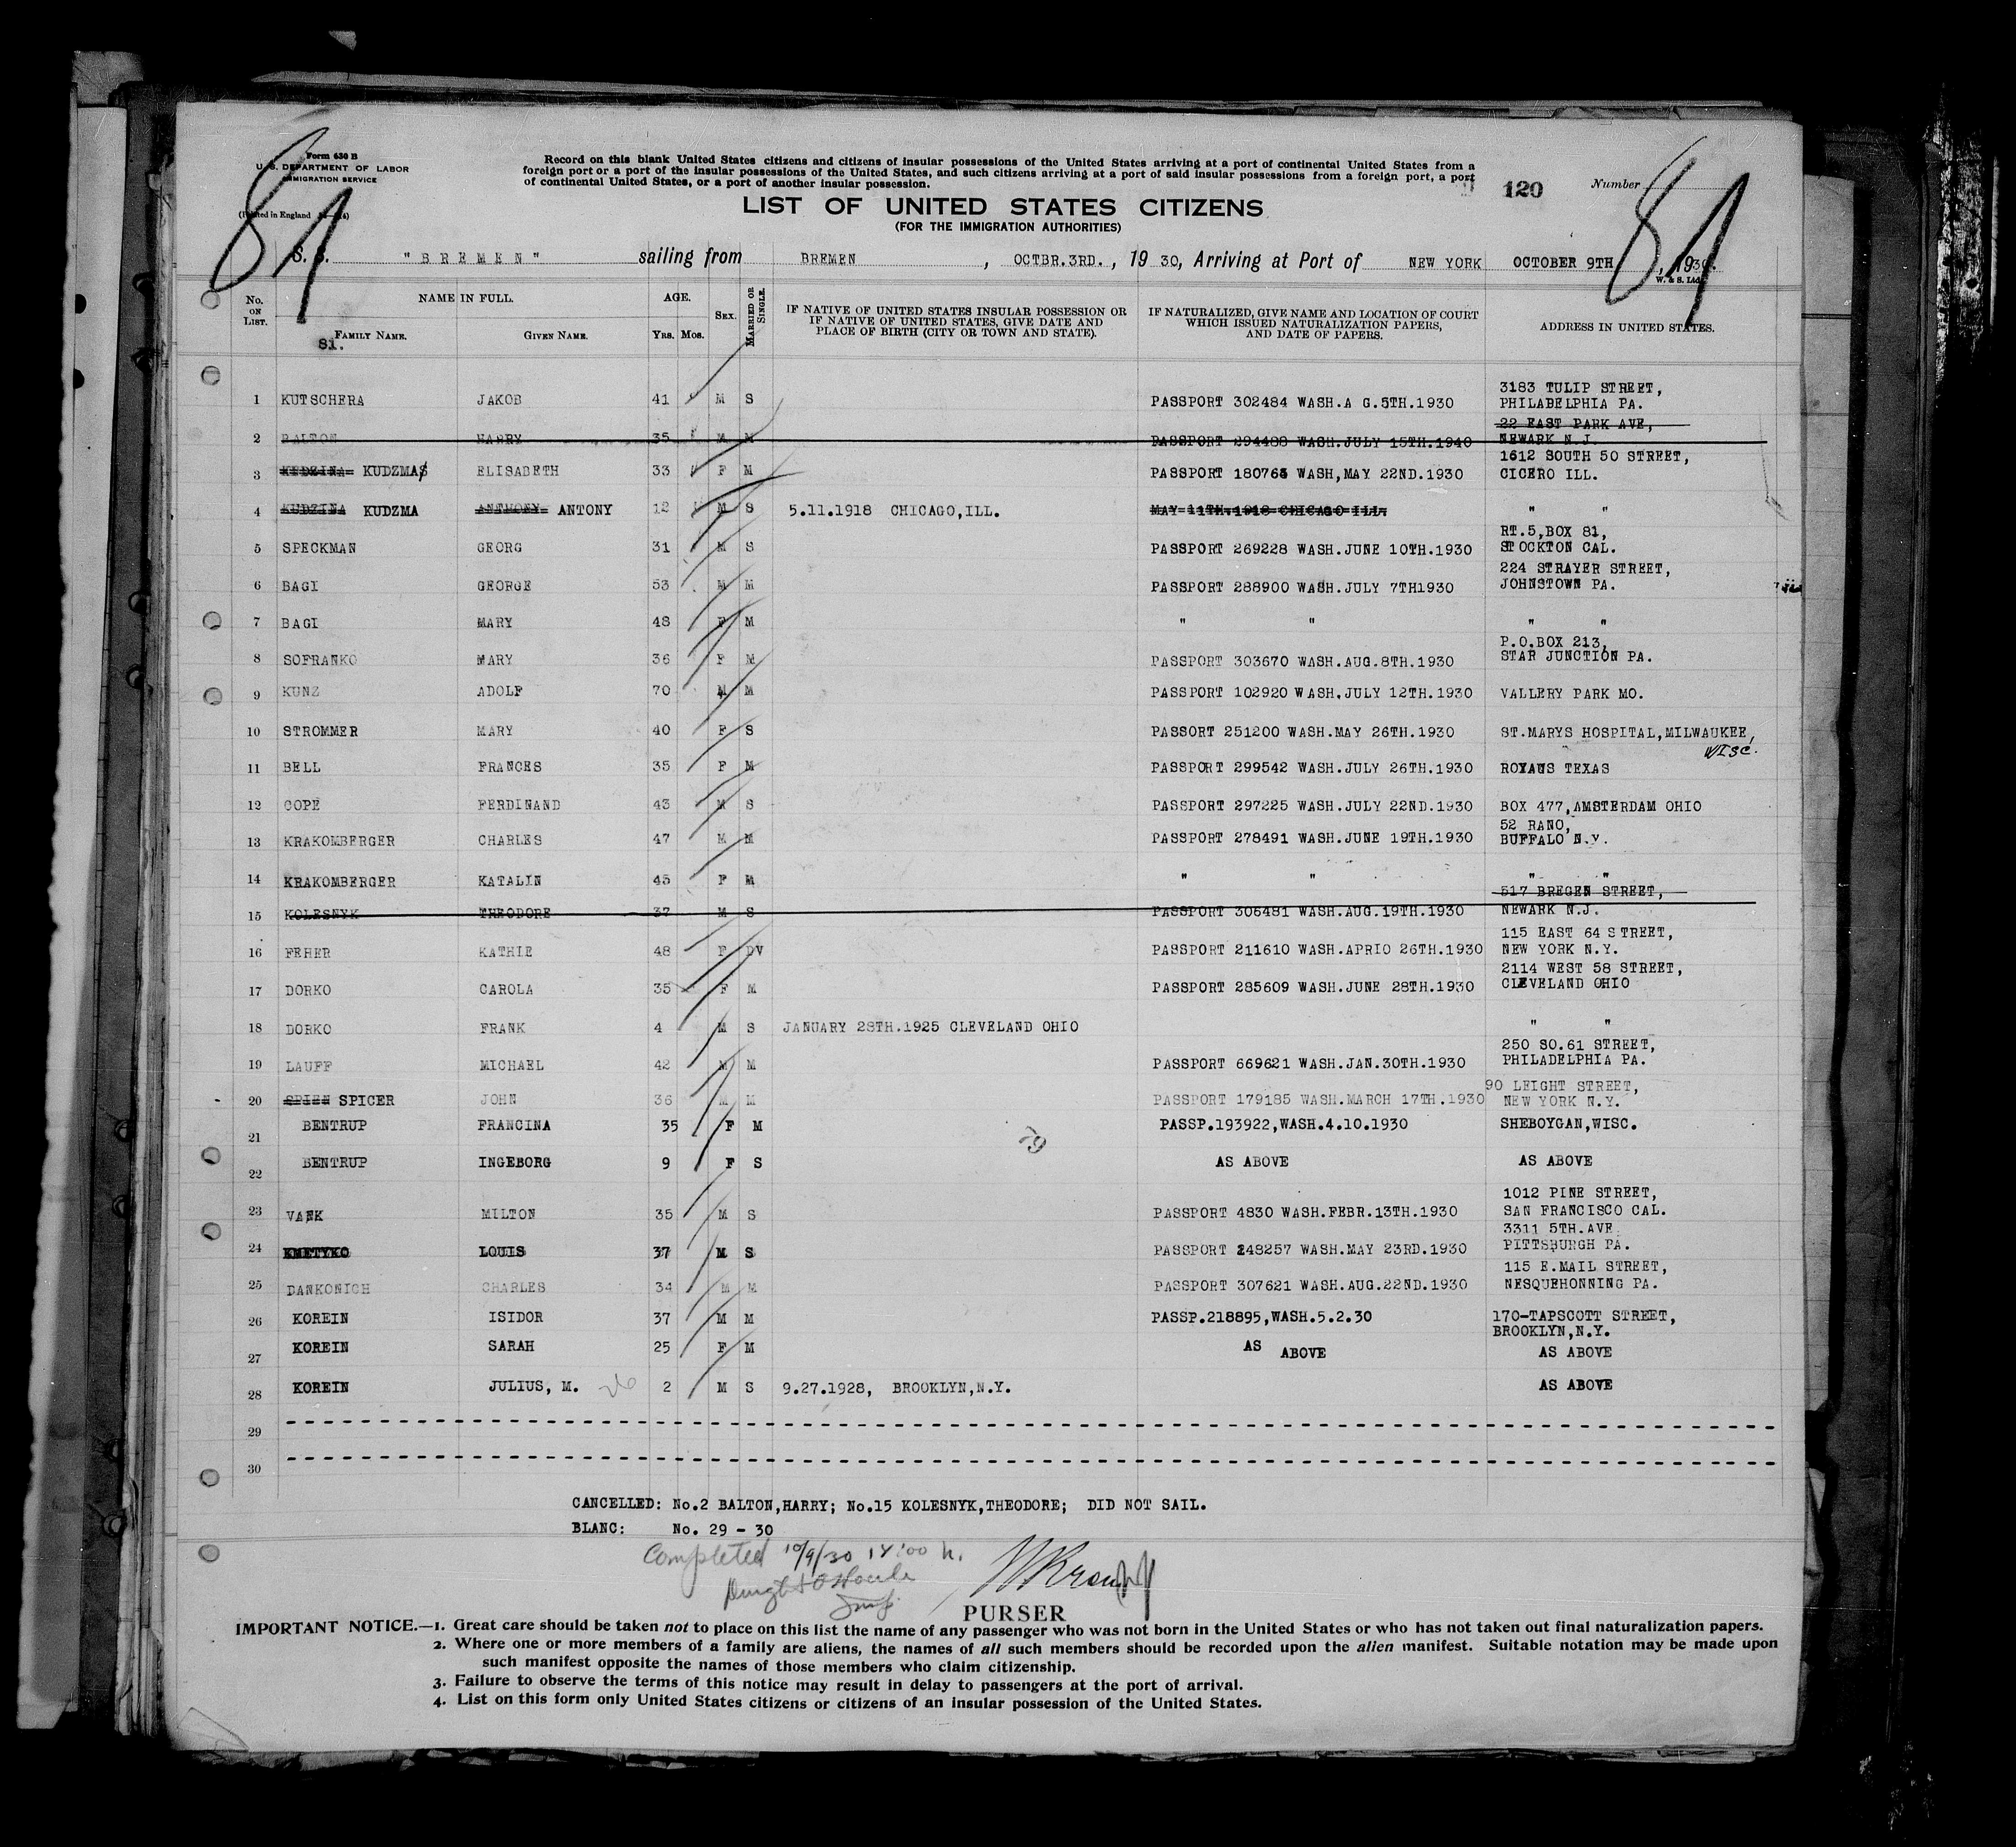 Form 630 B
U. S. DEPARTMENT OF LABOR
IMMIGRATION SERVICE
(Printed in England
Record on this blank United States citizens and citizens of insular possessions of the United States arriving at a port of continental United States from a
foreign port or a port of the insular possessions of the United States, and such citizens arriving at a port of said insular possessions from a foreign port, a port
of continental United States, or a port of another insular possession.
120 Number
81 81
LIST OF UNITED STATES CITIZENS
(FOR THE IMMIGRATION AUTHORITIES)
S. S. "BREMEN" sailing from BREMEN, OCTBR.3RD., 1930, Arriving at Port of NEW YORK OCTOBER 9TH, 1930.
W. & S. Ltd.
No. ON LIST. NAME IN FULL. AGE. SEX. MARRIED OR SINGLE. IF NATIVE OF UNITED STATES INSULAR POSSESSION OR IF NATIVE OF UNITED STATES, GIVE DATE AND PLACE OF BIRTH (CITY OR TOWN AND STATE). IF NATURALIZED, GIVE NAME AND LOCATION OF COURT WHICH ISSUED NATURALIZATION PAPERS, AND DATE OF PAPERS. ADDRESS IN UNITED STATES.
FAMILY NAME. GIVEN NAME. YRS. MOS.
81.
1 KUTSCHERA JAKOB 41 M S PASSPORT 302484 WASH.A G.5TH.1930 3183 TULIP STREET, PHILADELPHIA PA.
2 BALTON HARRY 35 M M PASSPORT 294488 WASH.JULY 15TH.1940 22 EAST PARK AVE, NEWARK N.J.
3 KUDZINA KUDZMAS ELISABETH 33 F M PASSPORT 180765 WASH,MAY 22ND.1930 1612 SOUTH 50 STREET, CICERO ILL.
4 KUDZINA KUDZMA ANTHONY ANTONY 12 M S 5.11.1918 CHICAGO,ILL. MAY 11TH.1918 CHICAGO ILL. " "
5 SPECKMAN GEORG 31 M S PASSPORT 269228 WASH.JUNE 10TH.1930 RT.5,BOX 81, STOCKTON CAL.
6 BAGI GEORGE 53 M M PASSPORT 288900 WASH.JULY 7TH1930 224 STRAYER STREET, JOHNSTOWN PA.
7 BAGI MARY 48 F M " " " "
8 SOFRANKO MARY 36 F M PASSPORT 303670 WASH.AUG.8TH.1930 P.O.BOX 213, STAR JUNCTION PA.
9 KUNZ ADOLF 70 M M PASSPORT 102920 WASH,JULY 12TH.1930 VALLERY PARK MO.
10 STROMMER MARY 40 F S PASSORT 251200 WASH.MAY 26TH.1930 ST.MARYS HOSPITAL,MILWAUKEE, WISC.
11 BELL FRANCES 35 F M PASSPORT 299542 WASH.JULY 26TH.1930 TEXAS
12 COPE FERDINAND 43 M S PASSPORT 297225 WASH.JULY 22ND.1930 BOX 477,AMSTERDAM OHIO
13 KRAKOMBERGER CHARLES 47 M M PASSPORT 278491 WASH.JUNE 19TH.1930 52 RANO, BUFFALO N.Y.
14 KRAKOMBERGER KATALIN 45 F M " " " "
15 KOLESNYK THEODORE 37 M S PASSPORT 306481 WASH.AUG.19TH.1930 517 BREGEN STREET, NEWARK N.J.
16 FEHER KATHIE 48 F DV PASSPORT 211610 WASH.APRIO 26TH.1930 115 EAST 64 STREET, NEW YORK N.Y.
17 DORKO CAROLA 35 F M PASSPORT 285609 WASH.JUNE 28TH.1930 2114 WEST 58 STREET, CLEVELAND OHIO
18 DORKO FRANK 4 M S JANUARY 28TH.1925 CLEVELAND OHIO " "
19 LAUFF MICHAEL 42 M M PASSPORT 669621 WASH.JAN.30TH.1930 250 SO.61 STREET, PHILADELPHIA PA.
20 SPIEN SPICER JOHN 36 M M PASSPORT 179185 WASH.MARCH 17TH.1930 90 LEIGHT STREET, NEW YORK N.Y.
21 BENTRUP FRANCINA 35 F M PASSP.193922,WASH.4.10.1930 SHEBOYGAN,WISC.
22 BENTRUP INGEBORG 9 F S AS ABOVE AS ABOVE
23 VANK MILTON 35 M S PASSPORT 4830 WASH.FEBR.13TH.1930 1012 PINE STREET, SAN FRANCISCO CAL.
24 KMETYKO LOUIS 37 M S PASSPORT 248257 WASH.MAY 23RD.1930 3311 5TH.AVE PITTSBURGH PA.
25 DANKONICH CHARLES 34 M M PASSPORT 307621 WASH.AUG.22ND.1930 115 E.MAIL STREET, NESQUEHONNING PA.
26 KOREIN ISIDOR 37 M M PASSP.218895,WASH.5.2.30 170-TAPSCOTT STREET, BROOKLYN,N.Y.
27 KOREIN SARAH 25 F M AS ABOVE AS ABOVE
28 KOREIN JULIUS, M. 2 M S 9.27.1928, BROOKLYN,N.Y. AS ABOVE
29
30
CANCELLED: No.2 BALTON,HARRY; No.15 KOLESNYK,THEODORE; DID NOT SAIL.
BLANC: No. 29 - 30
Completed 10/9/30
PURSER
IMPORTANT NOTICE.—1. Great care should be taken not to place on this list the name of any passenger who was not born in the United States or who has not taken out final naturalization papers.
2. Where one or more members of a family are aliens, the names of all such members should be recorded upon the alien manifest. Suitable notation may be made upon
such manifest opposite the names of those members who claim citizenship.
3. Failure to observe the terms of this notice may result in delay to passengers at the port of arrival.
4. List on this form only United States citizens or citizens of an insular possession of the United States.